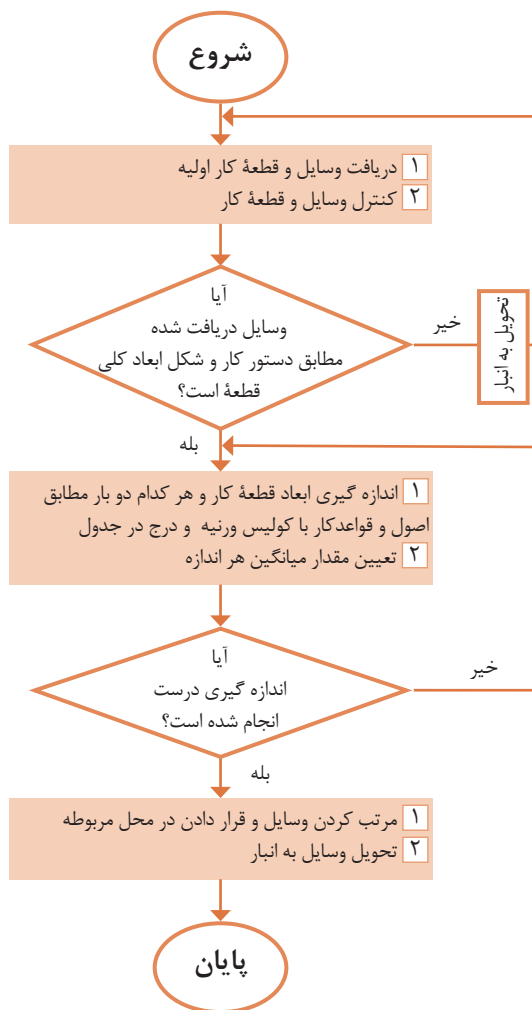 شروع
۱ دریافت وسایل و قطعهٔ کار اولیه
۲ کنترل وسایل و قطعهٔ کار
آیا
وسایل دریافت شده
مطابق دستور کار و شکل ابعاد کلی
قطعهٔ است؟
خیر
تحویل به انبار
بله
۱ اندازه گیری ابعاد قطعهٔ کار و هر کدام دو بار مطابق
اصول و قواعدکار با کولیس ورنیه و درج در جدول
۲ تعیین مقدار میانگین هر اندازه
آیا
اندازه گیری درست
انجام شده است؟
خیر
بله
۱ مرتب کردن وسایل و قرار دادن در محل مربوطه
۲ تحویل وسایل به انبار
پایان